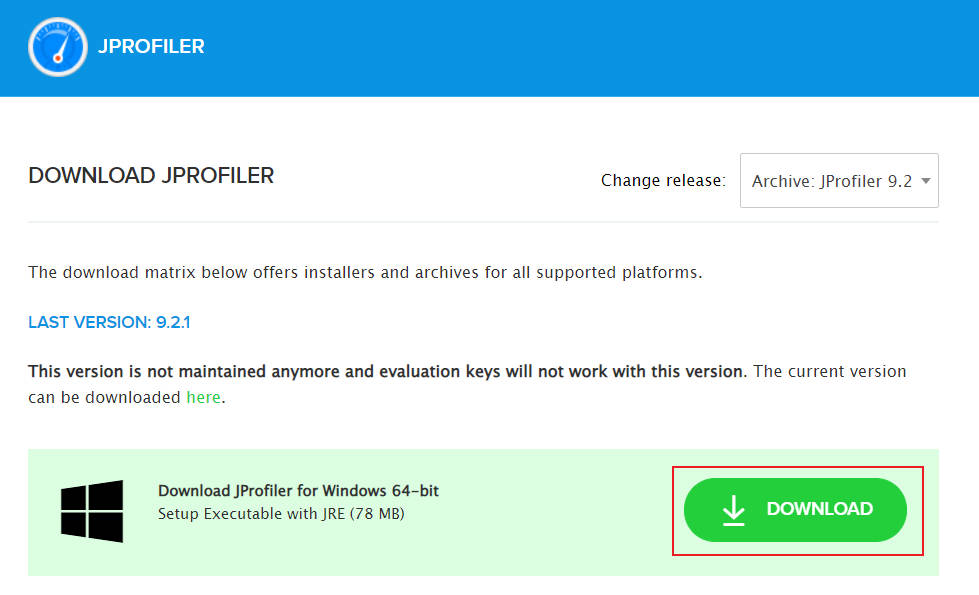 JPROFILER
DOWNLOAD JPROFILER
Change release:
Archive: JProfiler 9.2
The download matrix below offers installers and archives for all supported platforms.
LAST VERSION: 9.2.1
This version is not maintained anymore and evaluation keys will not work with this version. The current version
can be downloaded here.
Download JProfiler for Windows 64-bit
Setup Executable with JRE (78 MB)
DOWNLOAD